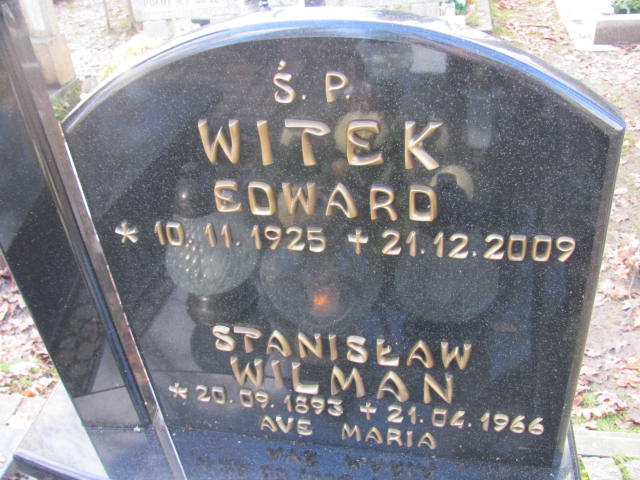 Ś. P.
WITEK
EDWARD
* 10.11.1925 + 21.12.2009
STANISŁAW
WILMAN
* 20.09.1893 + 21.04.1966
AVE MARIA